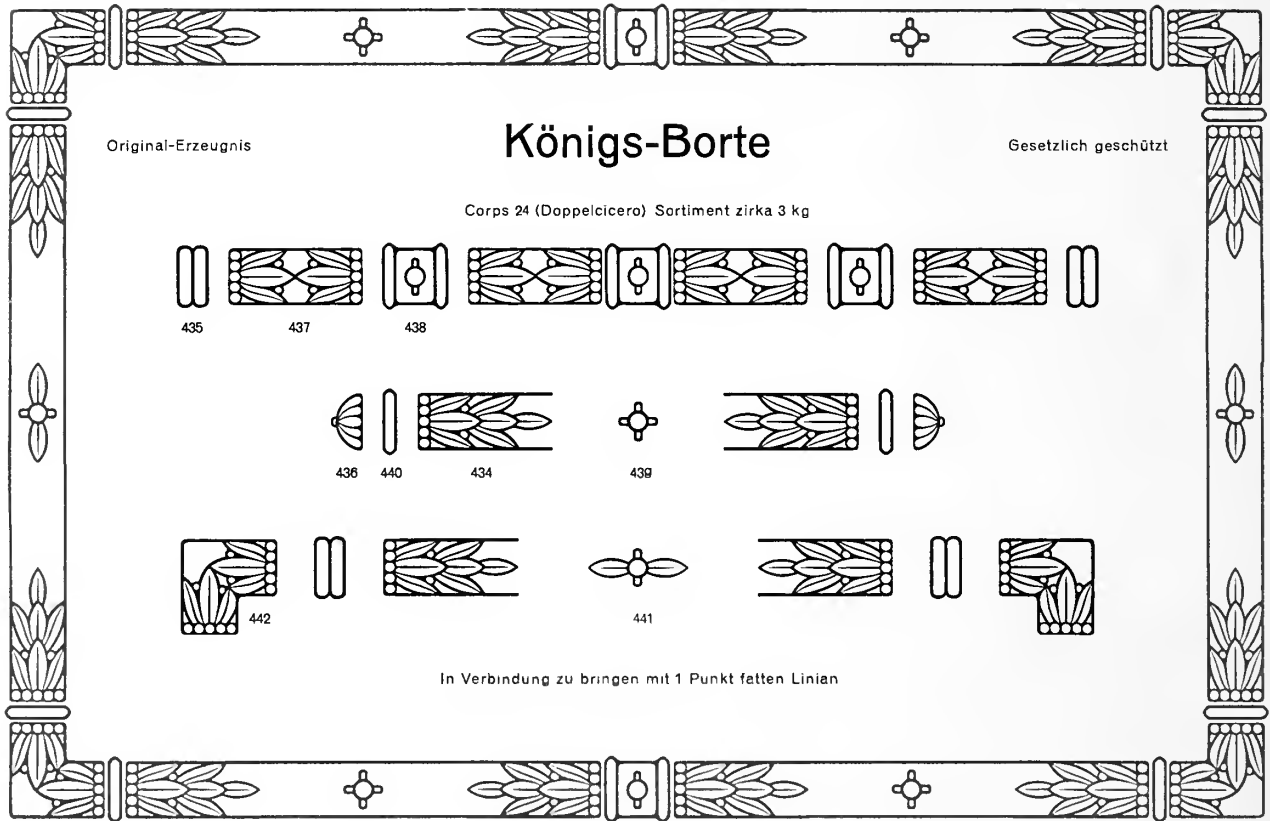 Original-Erzeugnis
Königs-Borte
Gesetzlich geschützt
Corps 24 (Doppelcicero) Sortiment zirka 3 kg
435 437 438
436 440 434 439
442 441
In Verbindung zu bringen mit 1 Punkt fetten Linian